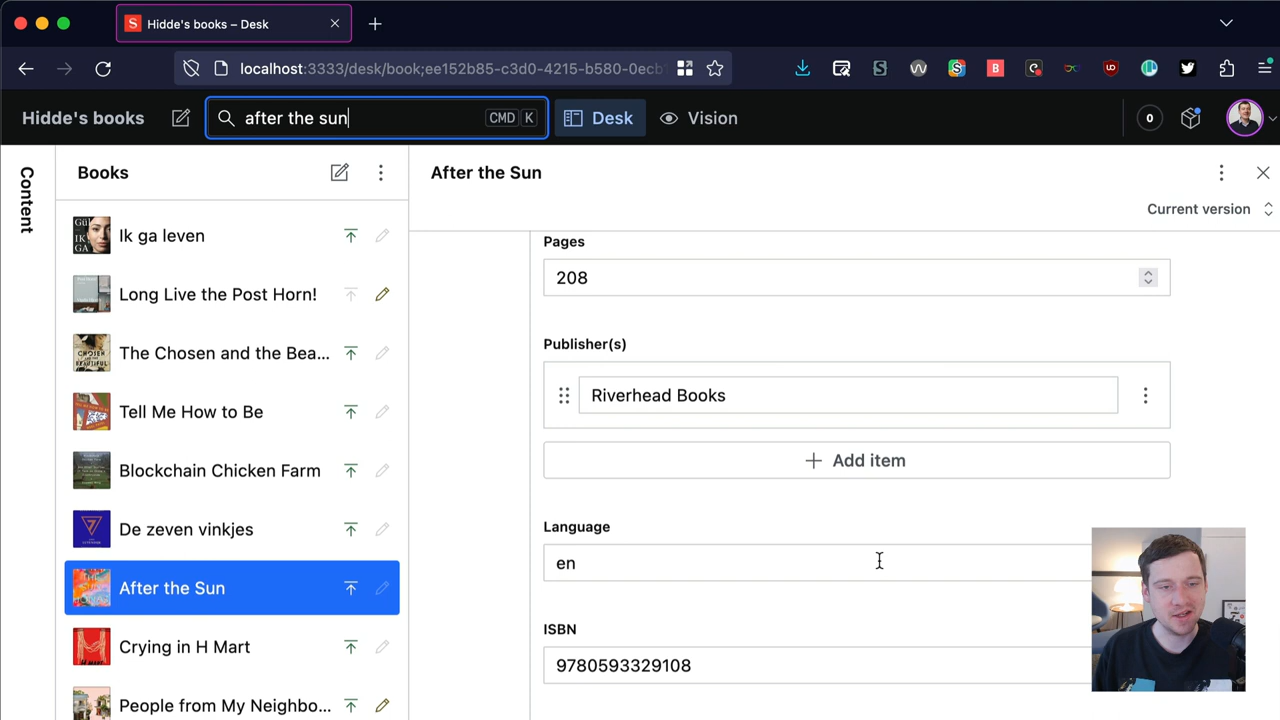 Hidde's books – Desk
localhost:3333/desk/book;ee152b85-c3d0-4215-b580-0ecb
Hidde's books
after the sun
CMD K
Desk
Vision
0
Content
Books
After the Sun
Current version
Ik ga leven
Long Live the Post Horn!
The Chosen and the Bea...
Tell Me How to Be
Blockchain Chicken Farm
De zeven vinkjes
After the Sun
Crying in H Mart
People from My Neighbo...
Pages
208
Publisher(s)
Riverhead Books
Add item
Language
en
ISBN
9780593329108